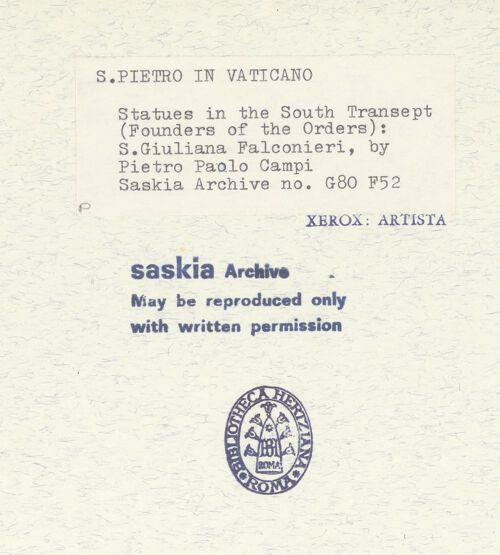 S.PIETRO IN VATICANO
Statues in the South Transept
(Founders of the Orders):
S.Giuliana Falconieri, by
Pietro Paolo Campi
Saskia Archive no. G80 F52
XEROX: ARTISTA
saskia Archive
May be reproduced only
with written permission
BIBLIOTHECA HERTZIANA
ROMA
ROMA